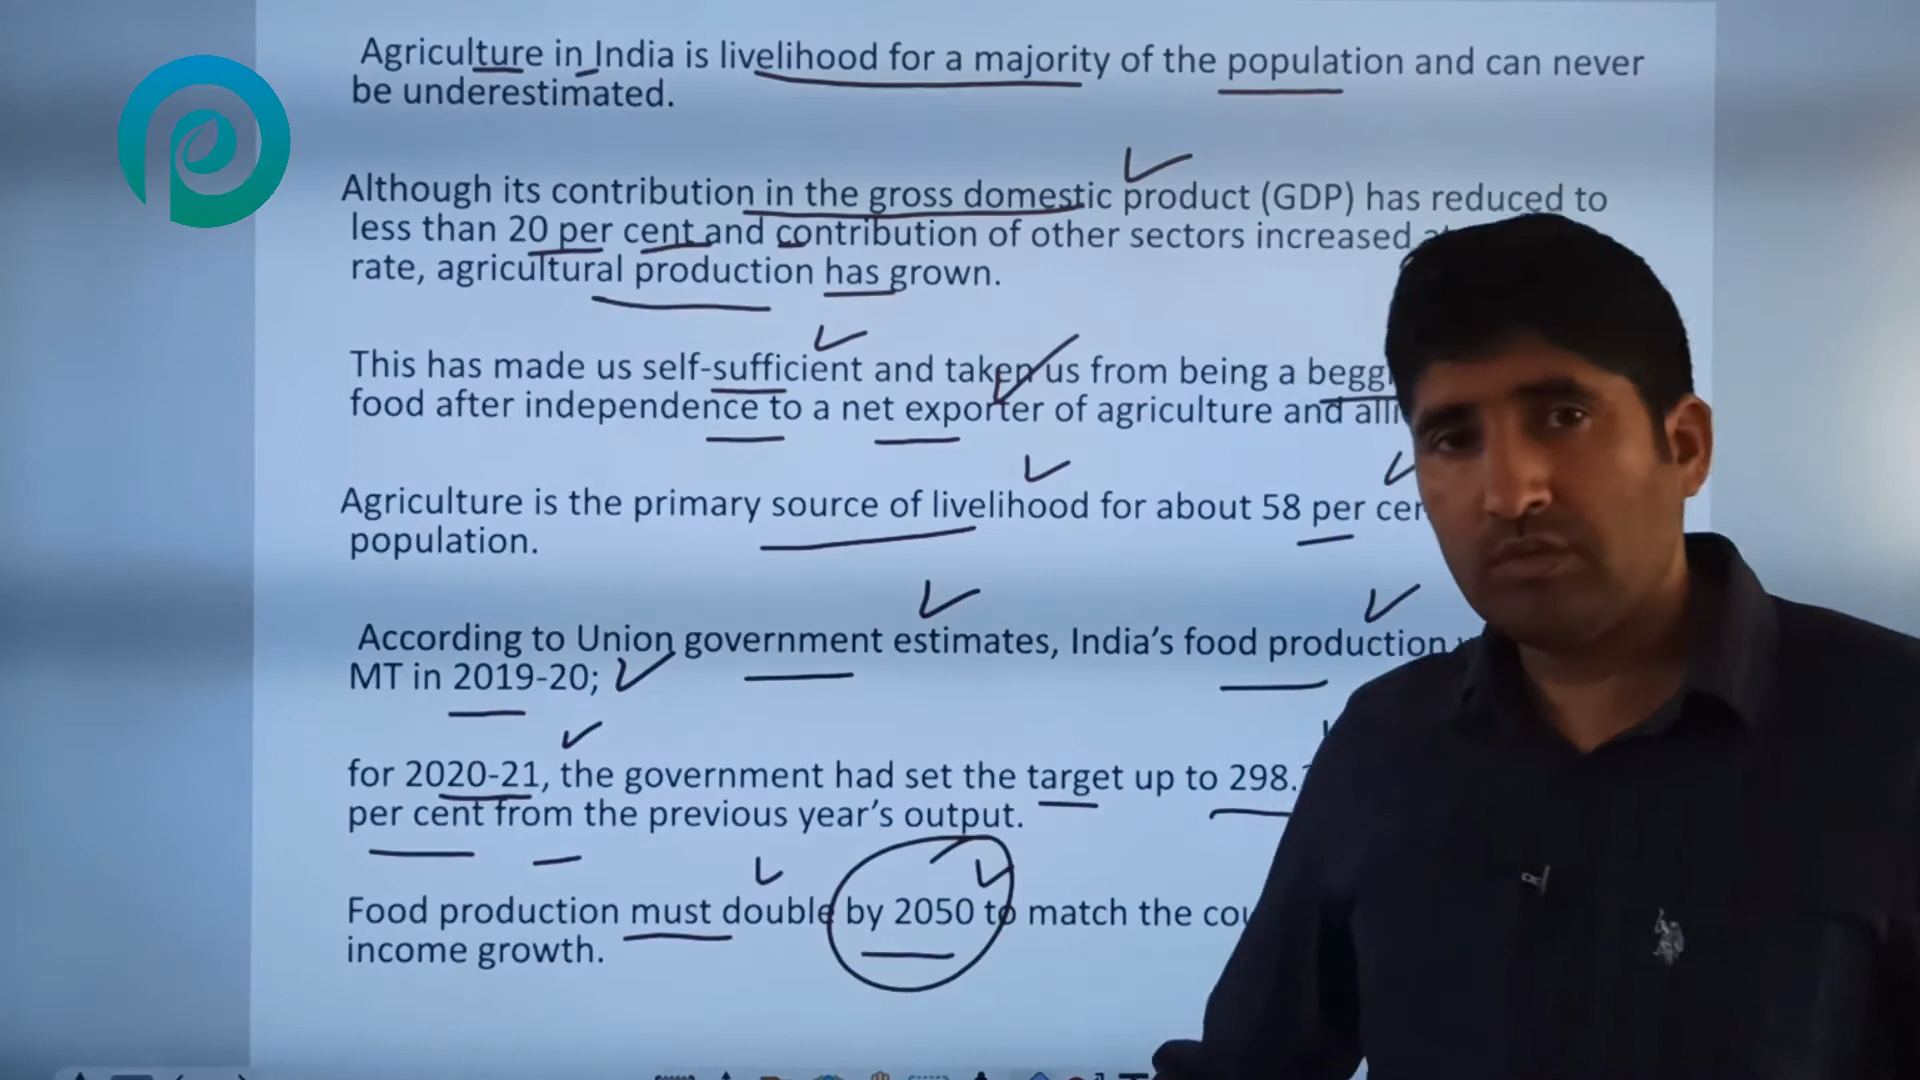 Agriculture in India is livelihood for a majority of the population and can never
be underestimated.
Although its contribution in the gross domestic product (GDP) has reduced to
less than 20 per cent and contribution of other sectors increased
rate, agricultural production has grown.
This has made us self-sufficient and taken us from being a
food after independence to a net exporter of agriculture and
Agriculture is the primary source of livelihood for about 58 per
population.
According to Union government estimates, India's food production
MT in 2019-20;
for 2020-21, the government had set the target up to 298.
per cent from the previous year's output.
Food production must double by 2050 to match the
income growth.